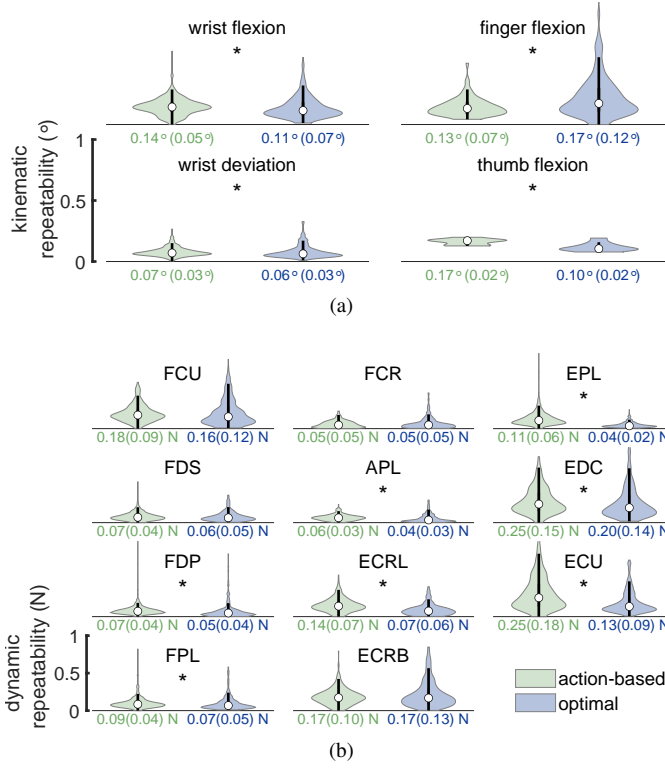 wrist flexion finger flexion
* *
0.14°(0.05°) 0.11°(0.07°) 0.13°(0.07°) 0.17°(0.12°)
1
wrist deviation thumb flexion
* *
0.5
0
kinematic
repeatability (°)
0.07°(0.03°) 0.06°(0.03°) 0.17°(0.02°) 0.10°(0.02°)
(a)
FCU FCR EPL
*
0.18(0.09) N 0.16(0.12) N 0.05(0.05) N 0.05(0.05) N 0.11(0.06) N 0.04(0.02) N
FDS APL EDC
* *
0.07(0.04) N 0.06(0.05) N 0.06(0.03) N 0.04(0.03) N 0.25(0.15) N 0.20(0.14) N
FDP ECRL ECU
* * *
0.07(0.04) N 0.05(0.04) N 0.14(0.07) N 0.07(0.06) N 0.25(0.18) N 0.13(0.09) N
1
FPL ECRB
*
0.5
0
dynamic
repeatability (N)
0.09(0.04) N 0.07(0.05) N 0.17(0.10) N 0.17(0.13) N
action-based
optimal
(b)